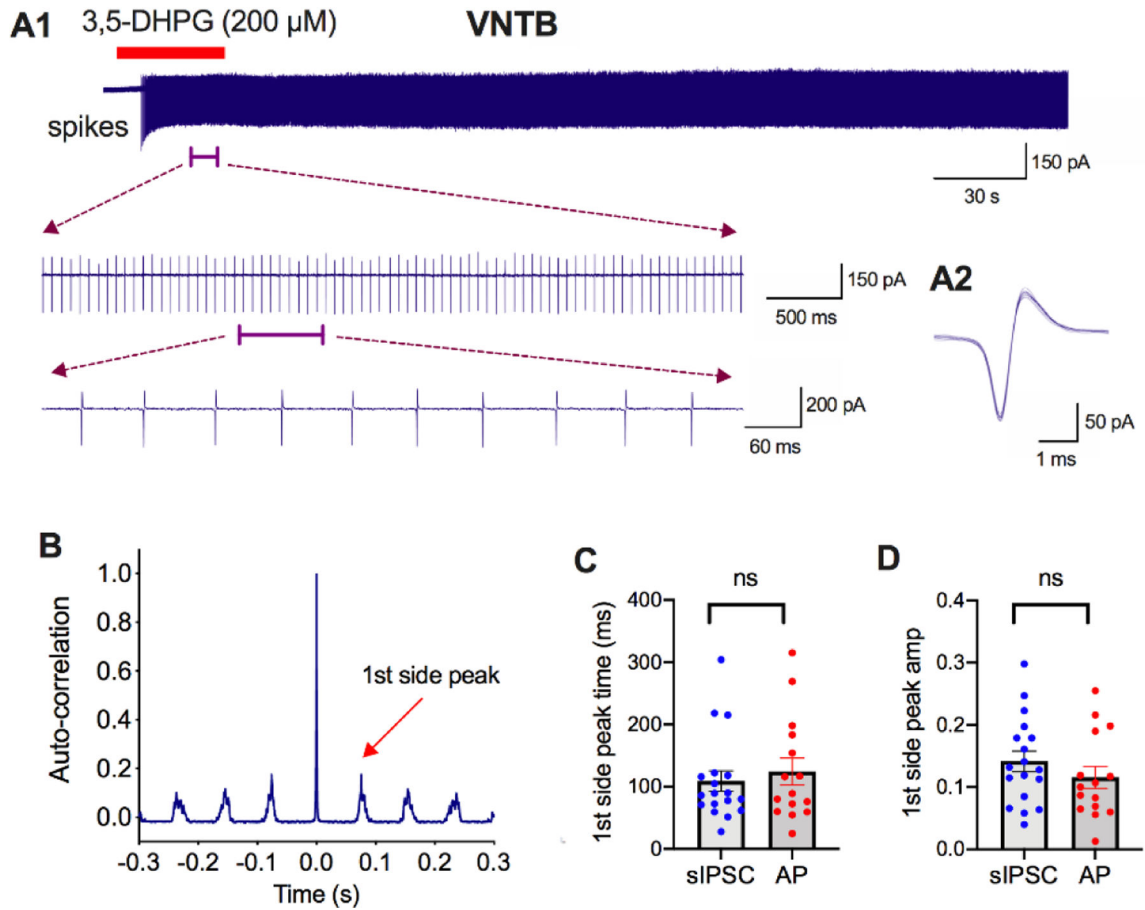 A1
3,5-DHPG (200 µM)
VNTB
spikes
150 pA
30 s
150 pA
500 ms
A2
200 pA
60 ms
50 pA
1 ms
B
Auto-correlation
1.0
0.8
0.6
0.4
0.2
0.0
1st side peak
-0.3 -0.2 -0.1 0.0 0.1 0.2 0.3
Time (s)
C
ns
1st side peak time (ms)
400
300
200
100
0
sIPSC AP
D
ns
1st side peak amp
0.4
0.3
0.2
0.1
0.0
sIPSC AP